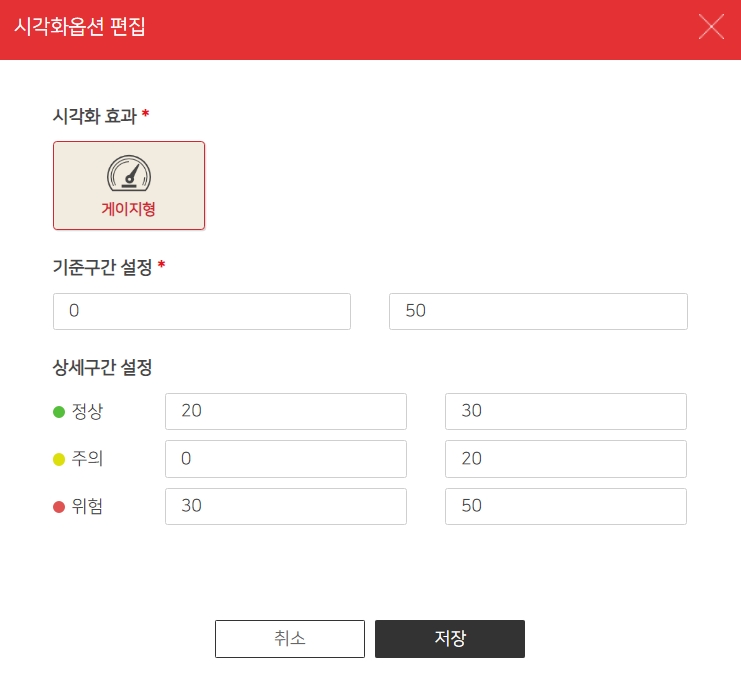 시각화옵션 편집
시각화 효과 *
게이지형
기준구간 설정 *
0 50
상세구간 설정
정상 20 30
주의 0 20
위험 30 50
취소 저장